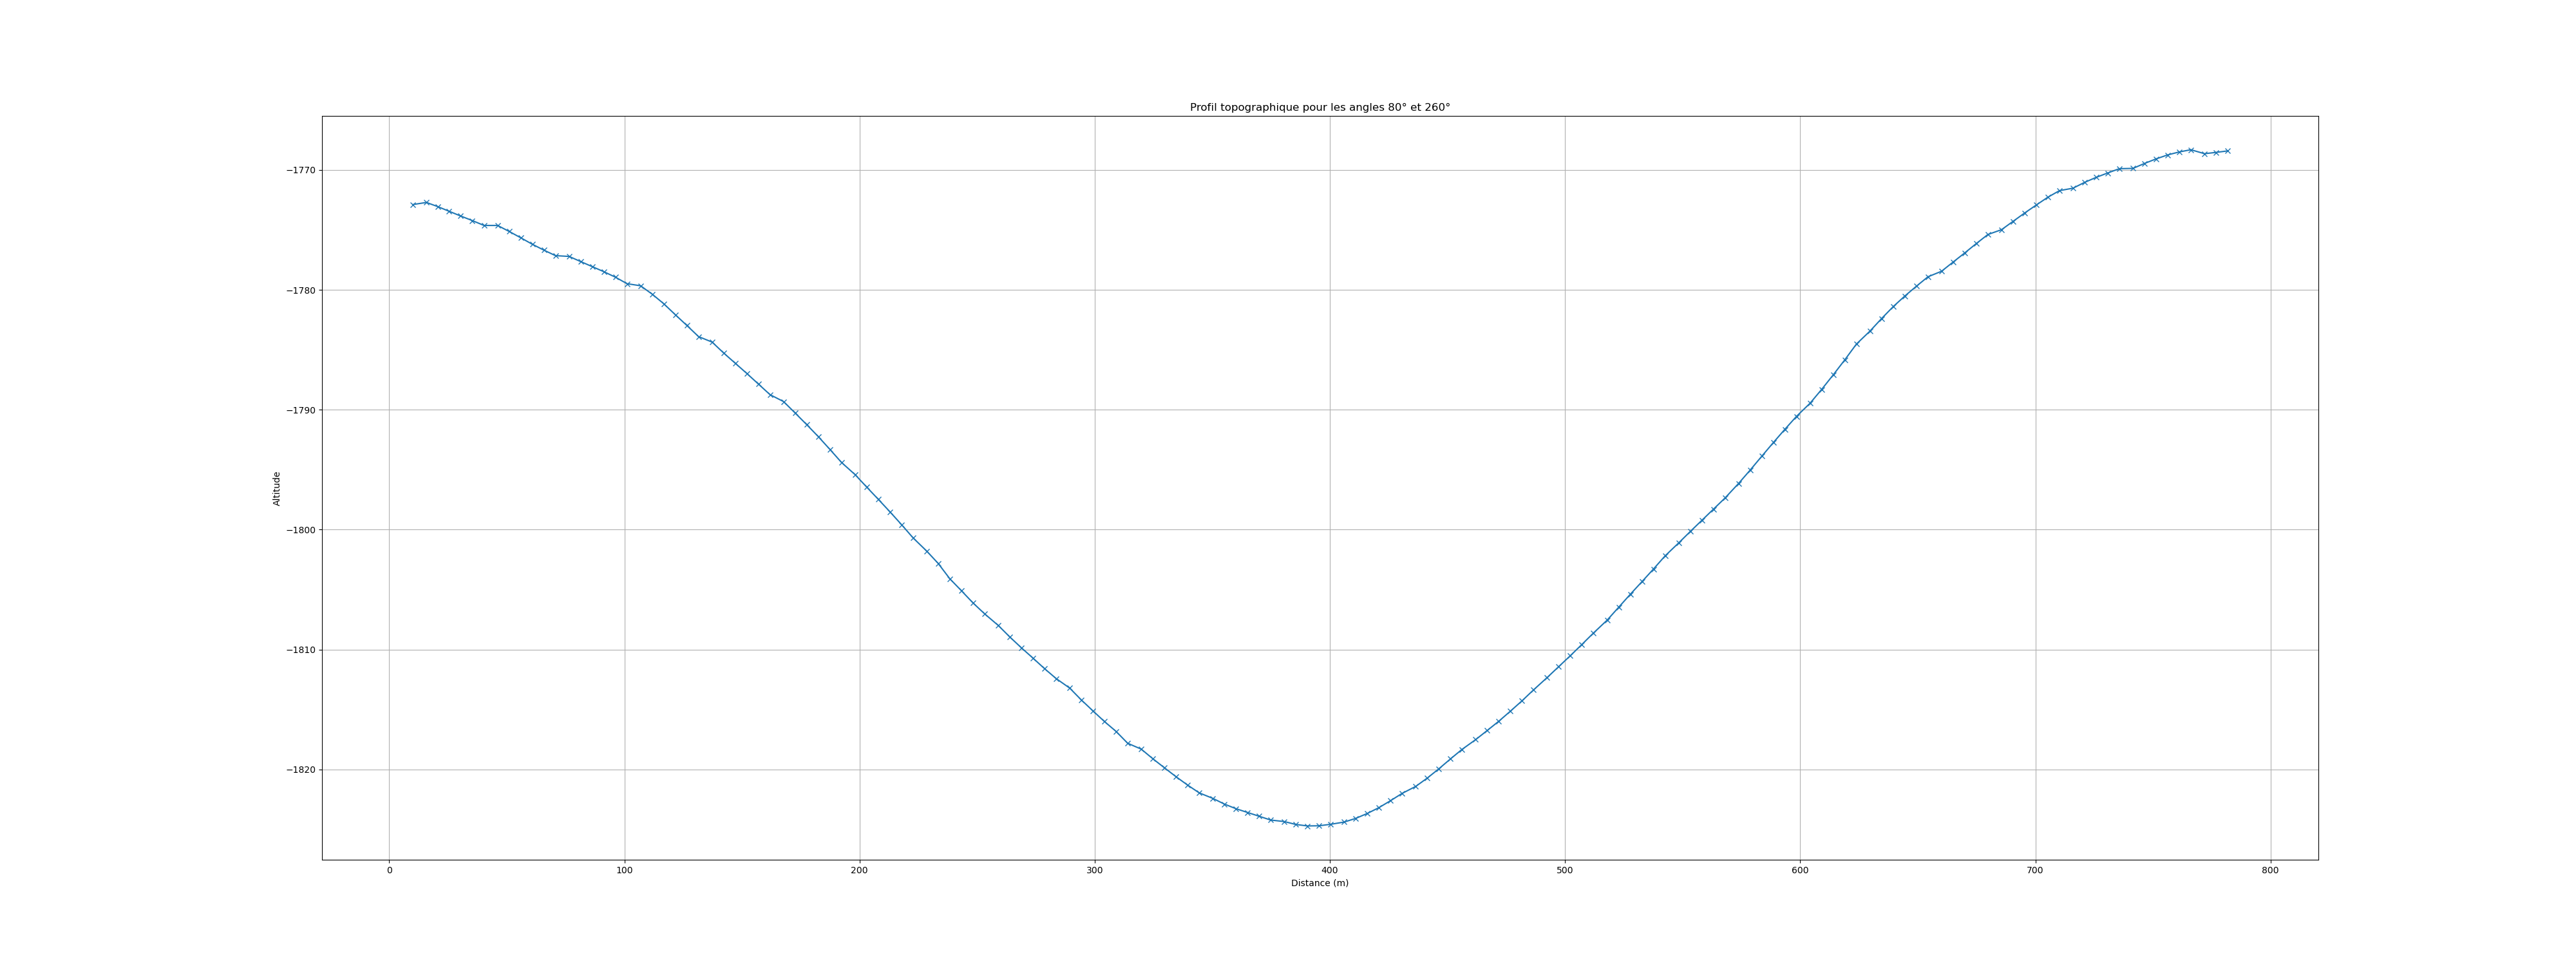 Profil topographique pour les angles 80° et 260°
Altitude
−1770
−1780
−1790
−1800
−1810
−1820
0 100 200 300 400 500 600 700 800
Distance (m)